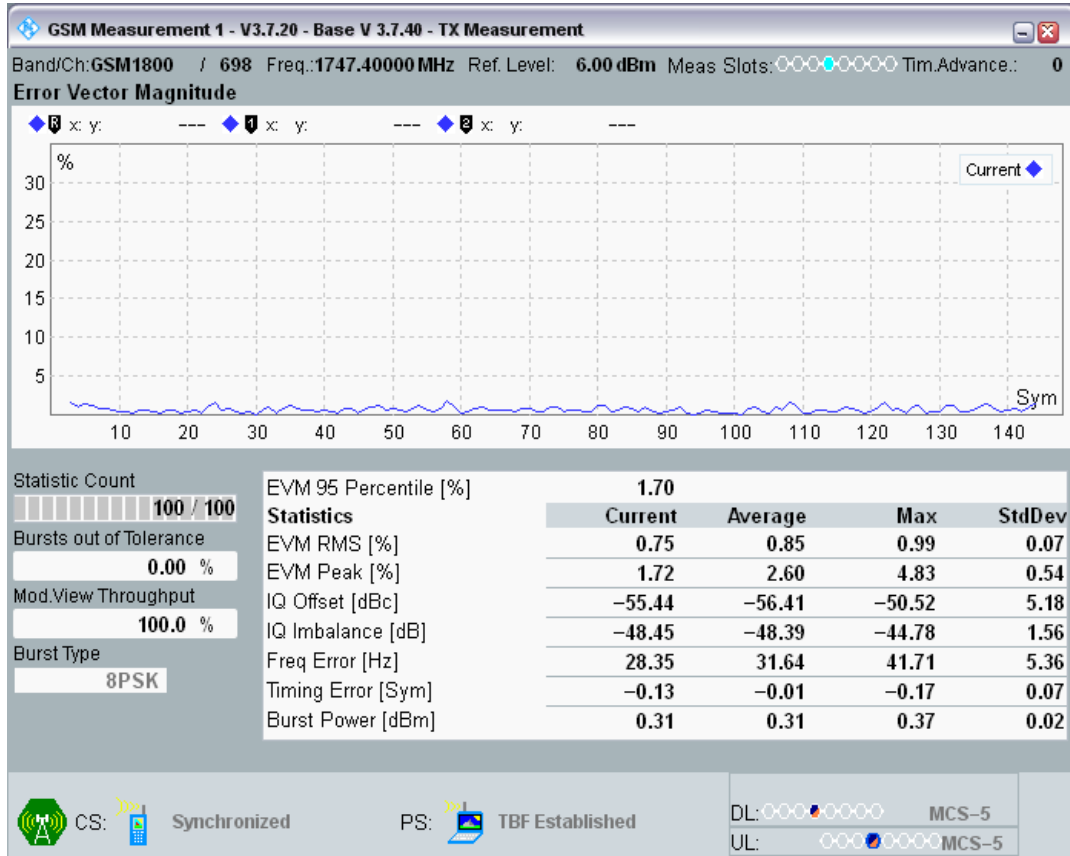 GSM Measurement 1 - V3.7.20 - Base V 3.7.40 - TX Measurement
Band/Ch:GSM1800 / 698 Freq.:1747.40000 MHz Ref. Level: 6.00 dBm Meas Slots: Tim.Advance.: 0
Error Vector Magnitude
R x: y: --- 1 x: y: --- 2 x: y: ---
%
Current
30
25
20
15
10
5
Sym
10 20 30 40 50 60 70 80 90 100 110 120 130 140
Statistic Count
100 / 100
Bursts out of Tolerance
0.00 %
Mod.View Throughput
100.0 %
Burst Type
8PSK
EVM 95 Percentile [%] 1.70
Statistics Current Average Max StdDev
EVM RMS [%] 0.75 0.85 0.99 0.07
EVM Peak [%] 1.72 2.60 4.83 0.54
IQ Offset [dBc] −55.44 −56.41 −50.52 5.18
IQ Imbalance [dB] −48.45 −48.39 −44.78 1.56
Freq Error [Hz] 28.35 31.64 41.71 5.36
Timing Error [Sym] −0.13 −0.01 −0.17 0.07
Burst Power [dBm] 0.31 0.31 0.37 0.02
CS: Synchronized PS: TBF Established
DL: MCS−5
UL: MCS−5